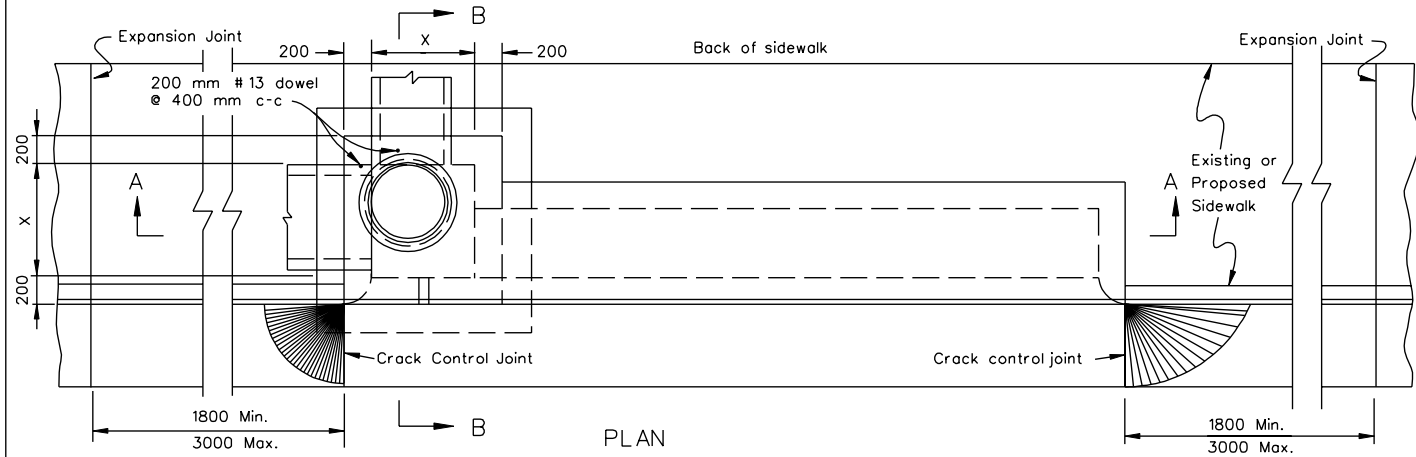 B
Expansion Joint
200
X
200
Back of sidewalk
Expansion Joint
200 mm #13 dowel
@ 400 mm c-c
200
A
X
200
Existing or
Proposed
Sidewalk
A
Crack Control Joint
Crack control joint
1800 Min.
3000 Max.
B
PLAN
1800 Min.
3000 Max.